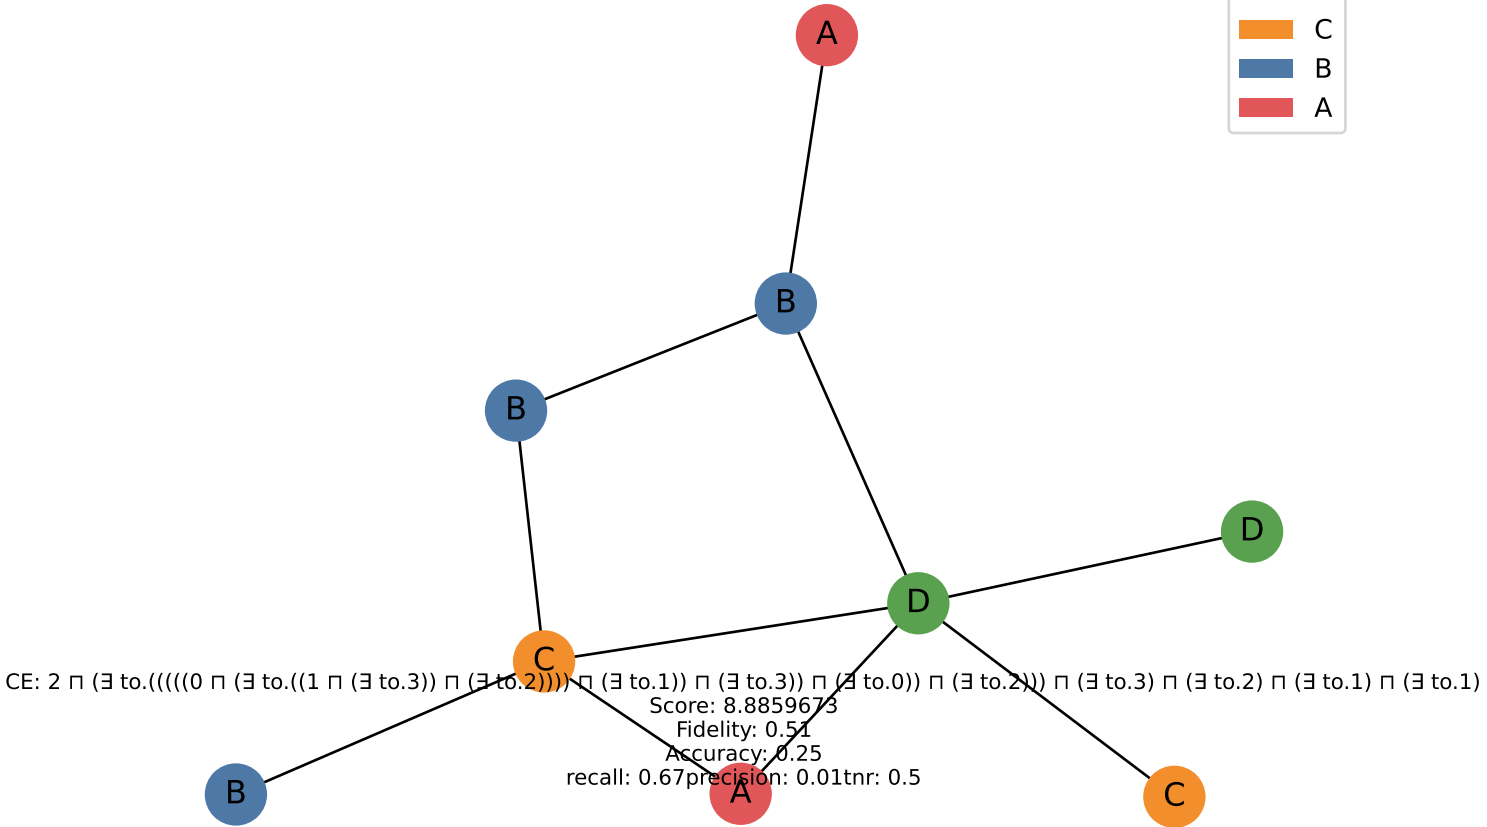 A
C
B
A
B
B
D
D
C
CE: 2 ⊓ (∃ to.(((((0 ⊓ (∃ to.((1 ⊓ (∃ to.3)) ⊓ (∃ to.2)))) ⊓ (∃ to.1)) ⊓ (∃ to.3)) ⊓ (∃ to.0)) ⊓ (∃ to.2))) ⊓ (∃ to.3) ⊓ (∃ to.2) ⊓ (∃ to.1) ⊓ (∃ to.1)
Score: 8.8859673
Fidelity: 0.51
Accuracy: 0.25
recall: 0.67precision: 0.01tnr: 0.5
B
A
C